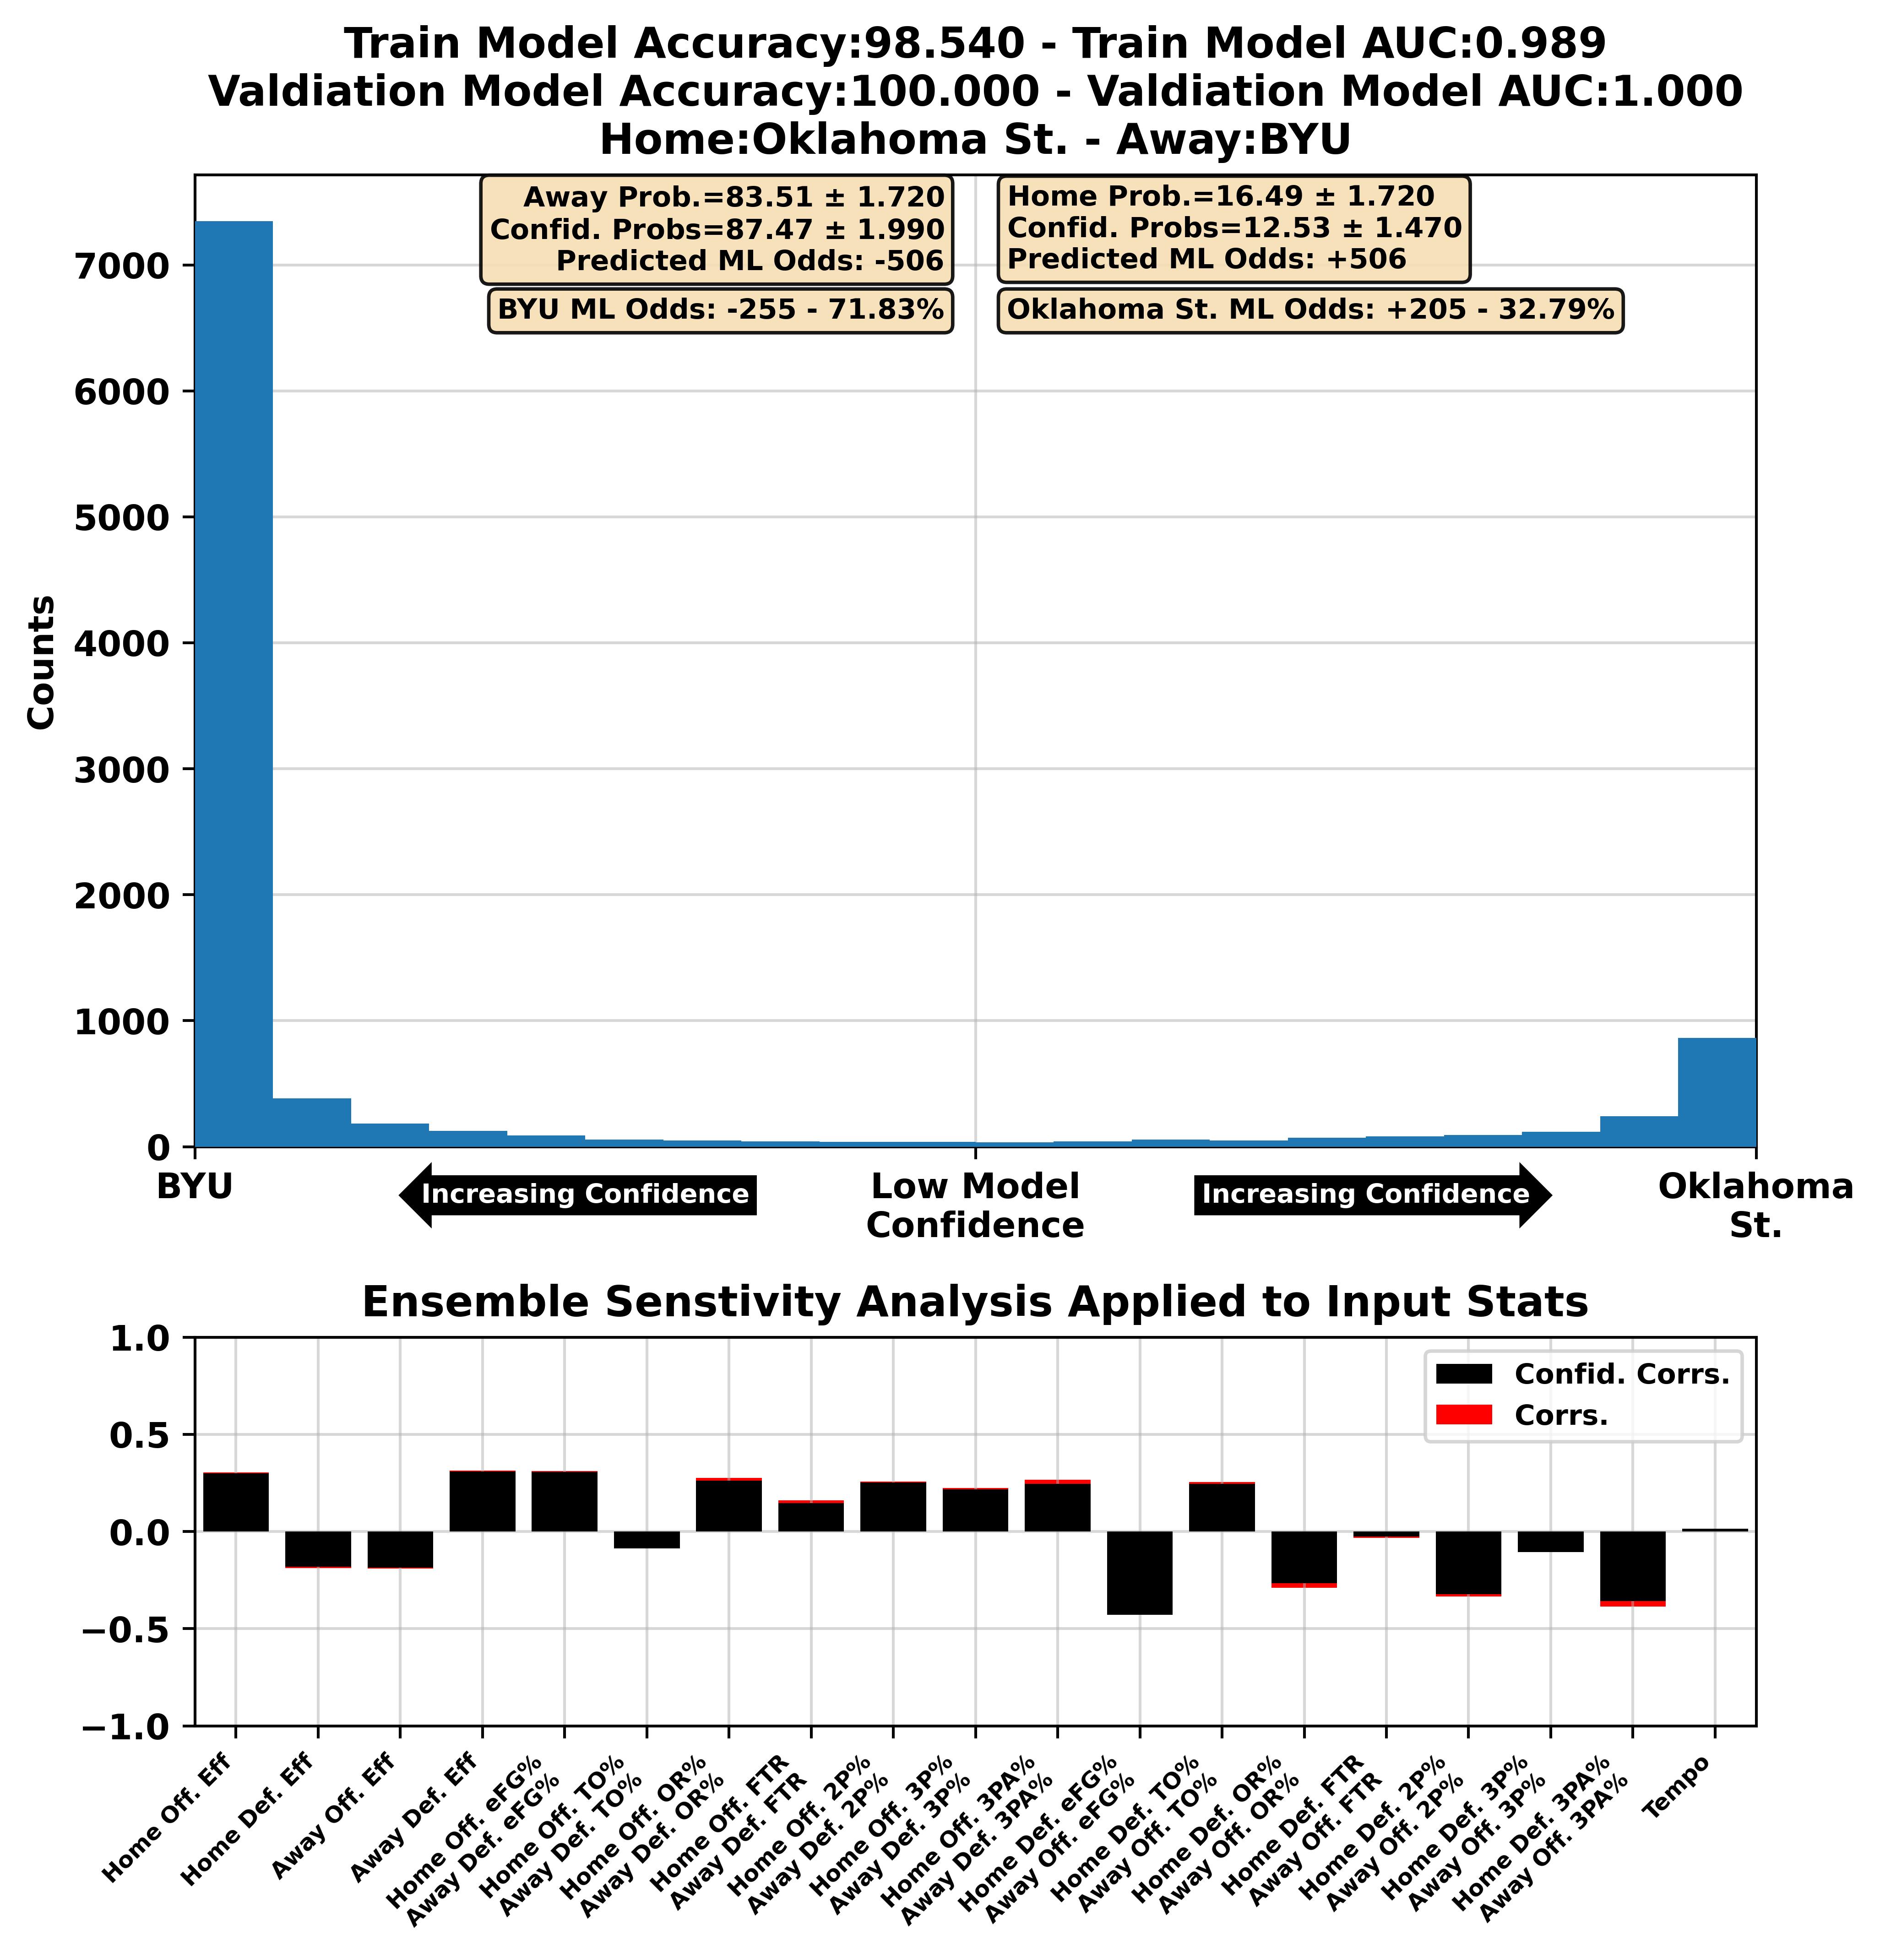 Train Model Accuracy:98.540 - Train Model AUC:0.989
Valdiation Model Accuracy:100.000 - Valdiation Model AUC:1.000
Home:Oklahoma St. - Away:BYU
Away Prob.=83.51 ± 1.720
Confid. Probs=87.47 ± 1.990
Predicted ML Odds: -506
BYU ML Odds: -255 - 71.83%
Home Prob.=16.49 ± 1.720
Confid. Probs=12.53 ± 1.470
Predicted ML Odds: +506
Oklahoma St. ML Odds: +205 - 32.79%
Counts
7000
6000
5000
4000
3000
2000
1000
0
BYU
Increasing Confidence
Low Model
Confidence
Increasing Confidence
Oklahoma
St.
Ensemble Senstivity Analysis Applied to Input Stats
1.0
0.5
0.0
−0.5
−1.0
Confid. Corrs.
Corrs.
Home Off. Eff
Home Def. Eff
Away Off. Eff
Away Def. Eff
Home Off. eFG%
Away Def. eFG%
Home Off. TO%
Away Def. TO%
Home Off. OR%
Away Def. OR%
Home Off. FTR
Away Def. FTR
Home Off. 2P%
Away Def. 2P%
Home Off. 3P%
Away Def. 3P%
Home Off. 3PA%
Away Def. 3PA%
Home Def. eFG%
Away Off. eFG%
Home Def. TO%
Away Off. TO%
Home Def. OR%
Away Off. OR%
Home Def. FTR
Away Off. FTR
Home Def. 2P%
Away Off. 2P%
Home Def. 3P%
Away Off. 3P%
Home Def. 3PA%
Away Off. 3PA%
Tempo